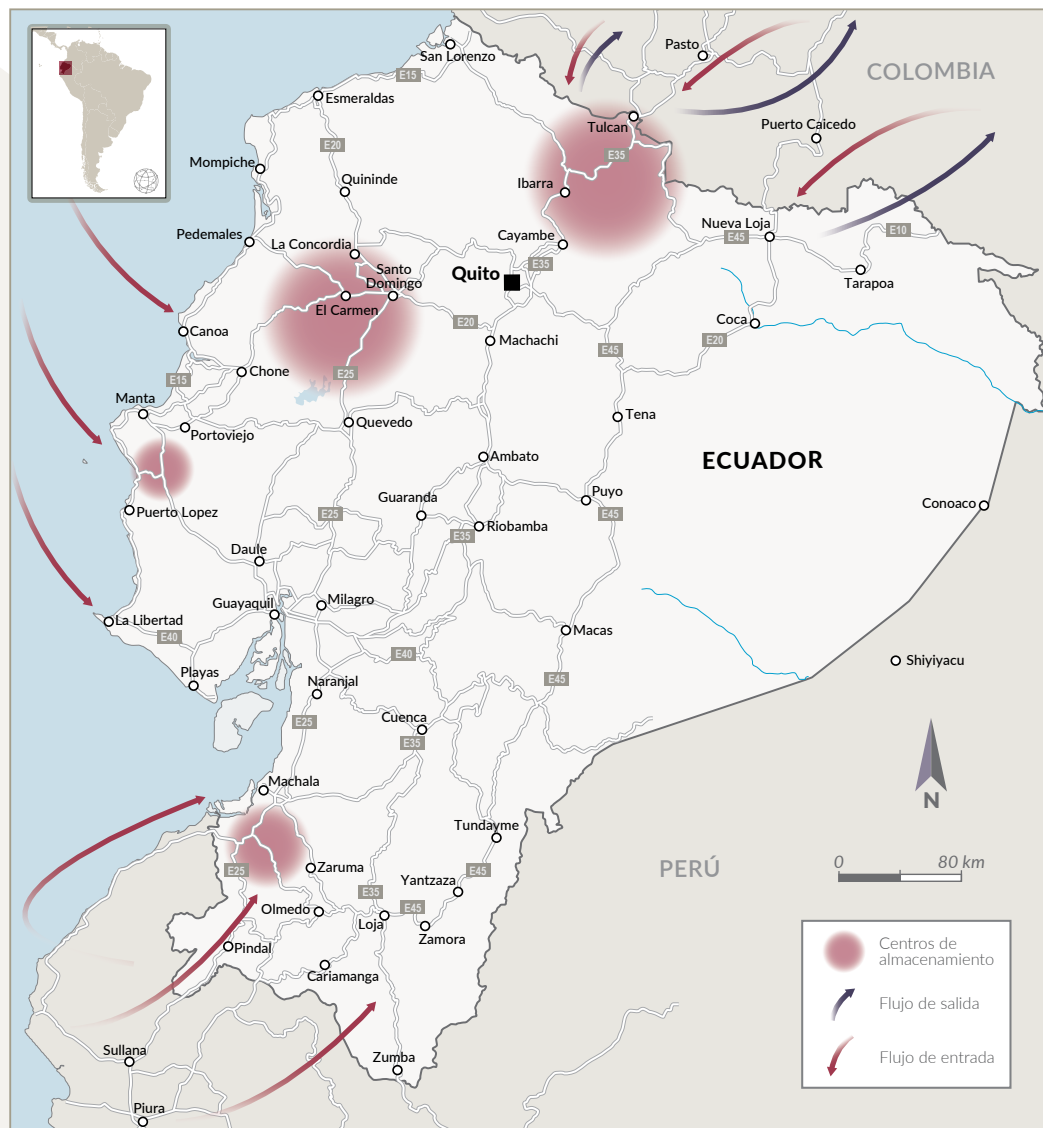 San Lorenzo
Pasto
COLOMBIA
E15
Esmeraldas
Tulcan
Puerto Caicedo
E20
E35
Mompiche
Quininde
Ibarra
Pedemales
La Concordia
Cayambe
Nueva Loja
E45
E10
Santo
Domingo
Quito
E35
Tarapoa
El Carmen
Canoa
E20
Machachi
Coca
E20
E45
E15
Chone
E25
Manta
Portoviejo
Quevedo
Tena
Ambato
ECUADOR
Puerto Lopez
Guaranda
Puyo
Conoaco
E25
Riobamba
E35
E45
Daule
Guayaquil
Milagro
La Libertad
E40
Macas
E40
Shiyiyacu
Playas
Naranjal
E45
E25
Cuenca
E35
N
Machala
Tundayme
PERÚ
0
80 km
E25
Zaruma
E35
Yantzaza
E45
Olmedo
Loja
E45
Zamora
Pindal
Cariamanga
Sullana
Zumba
Piura
Centros de
almacenamiento
Flujo de salida
Flujo de entrada